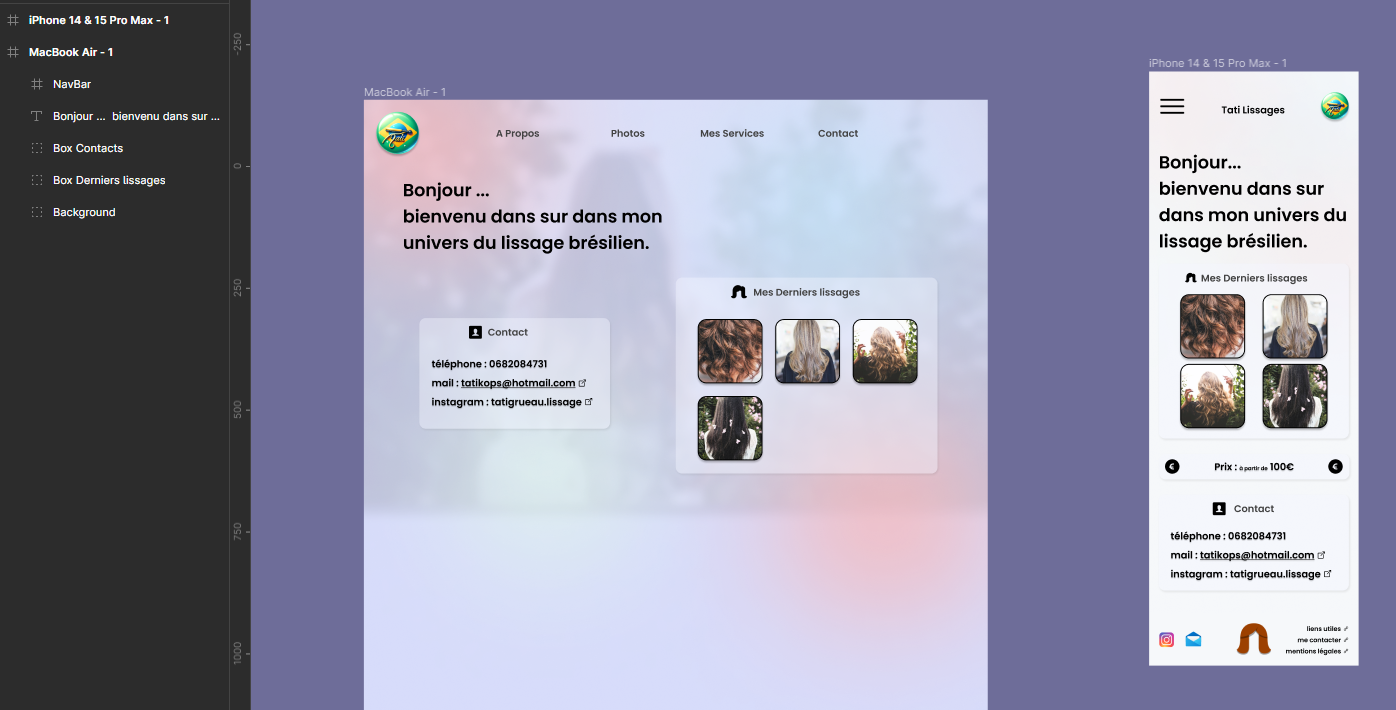 iPhone 14 & 15 Pro Max - 1
MacBook Air - 1
NavBar
Bonjour ... bienvenu dans sur ...
Box Contacts
Box Derniers lissages
Background
-250
0
250
500
750
1000
MacBook Air - 1
Tati
A Propos
Photos
Mes Services
Contact
Bonjour ...
bienvenu dans sur dans mon
univers du lissage brésilien.
Contact
téléphone : 0682084731
mail : tatikops@hotmail.com
instagram : tatigrueau.lissage
Mes Derniers lissages
iPhone 14 & 15 Pro Max - 1
Tati Lissages
Bonjour...
bienvenu dans sur
dans mon univers du
lissage brésilien.
Mes Derniers lissages
€
Prix : à partir de 100€
€
Contact
téléphone : 0682084731
mail : tatikops@hotmail.com
instagram : tatigrueau.lissage
liens utiles
me contacter
mentions légales